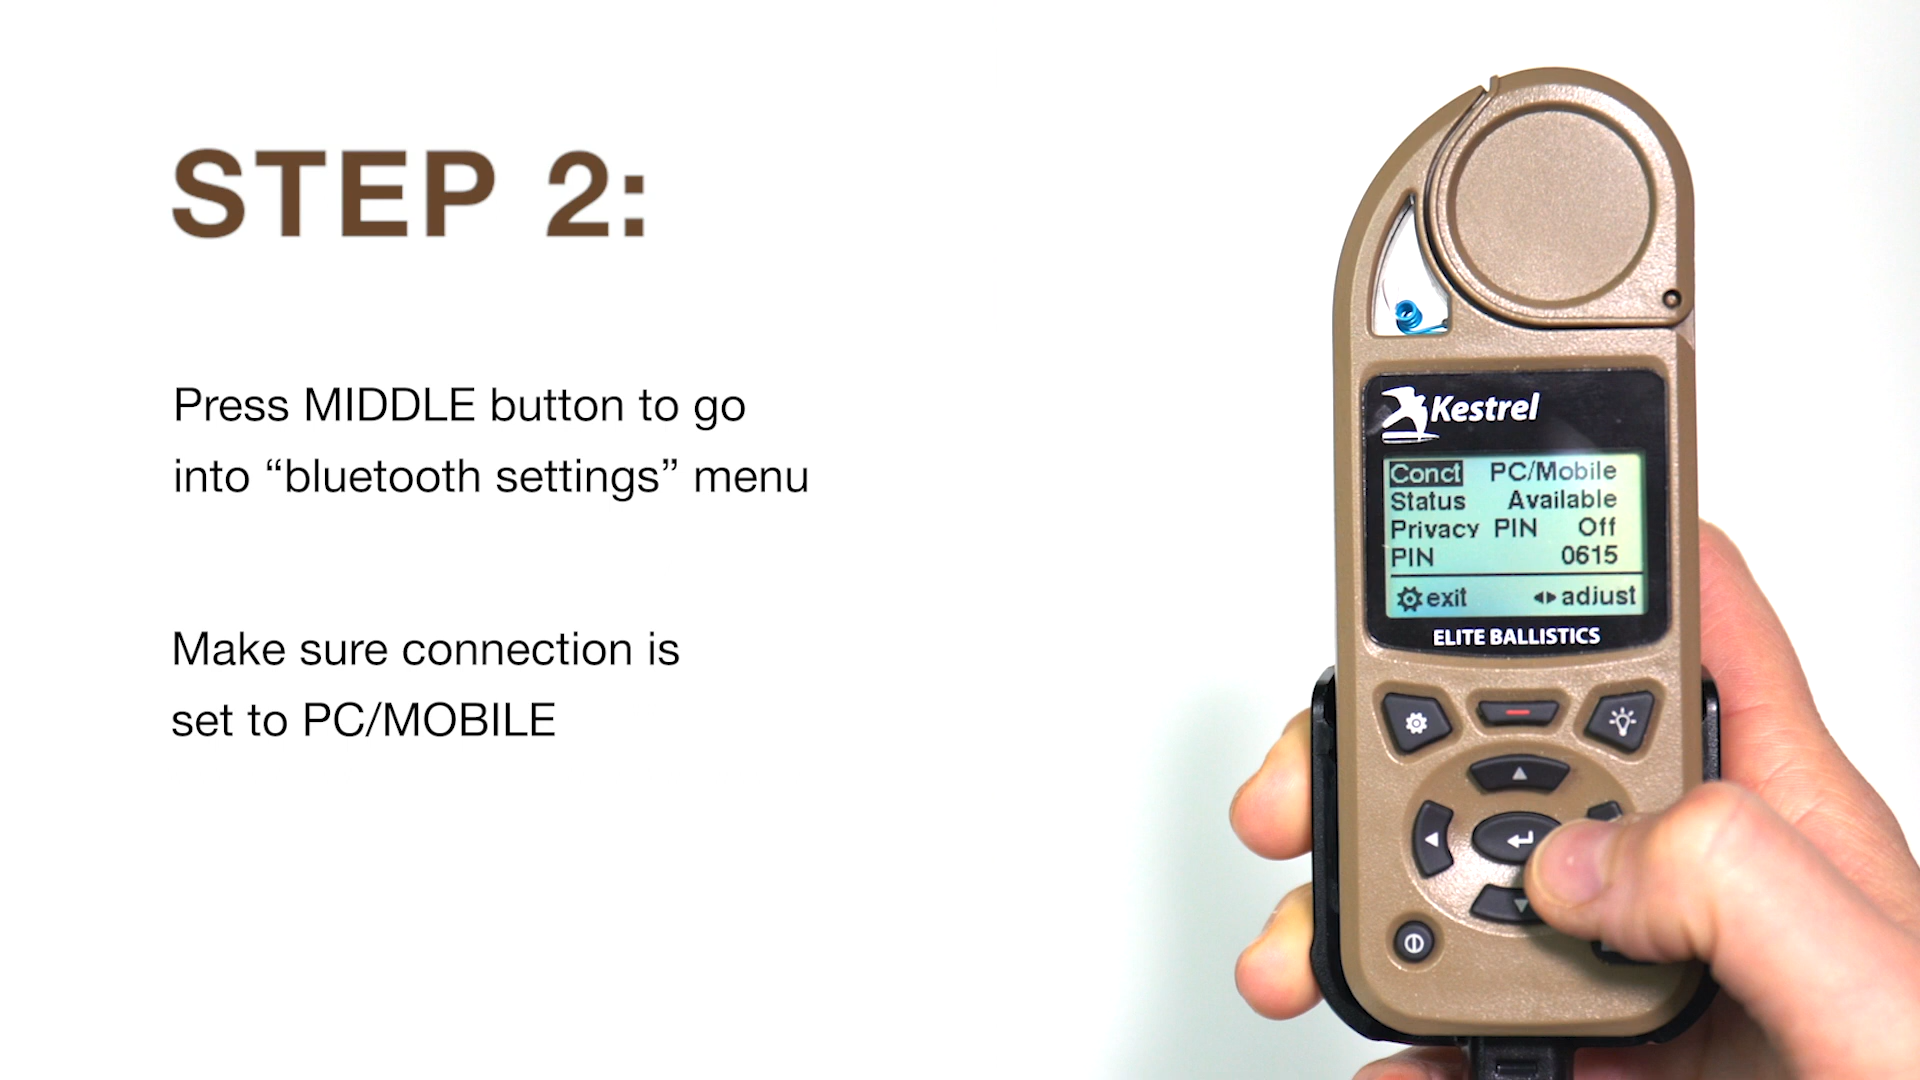 STEP 2:
Press MIDDLE button to go
into “bluetooth settings” menu
Make sure connection is
set to PC/MOBILE
Kestrel
Conct PC/Mobile
Status Available
Privacy PIN Off
PIN 0615
exit adjust
ELITE BALLISTICS